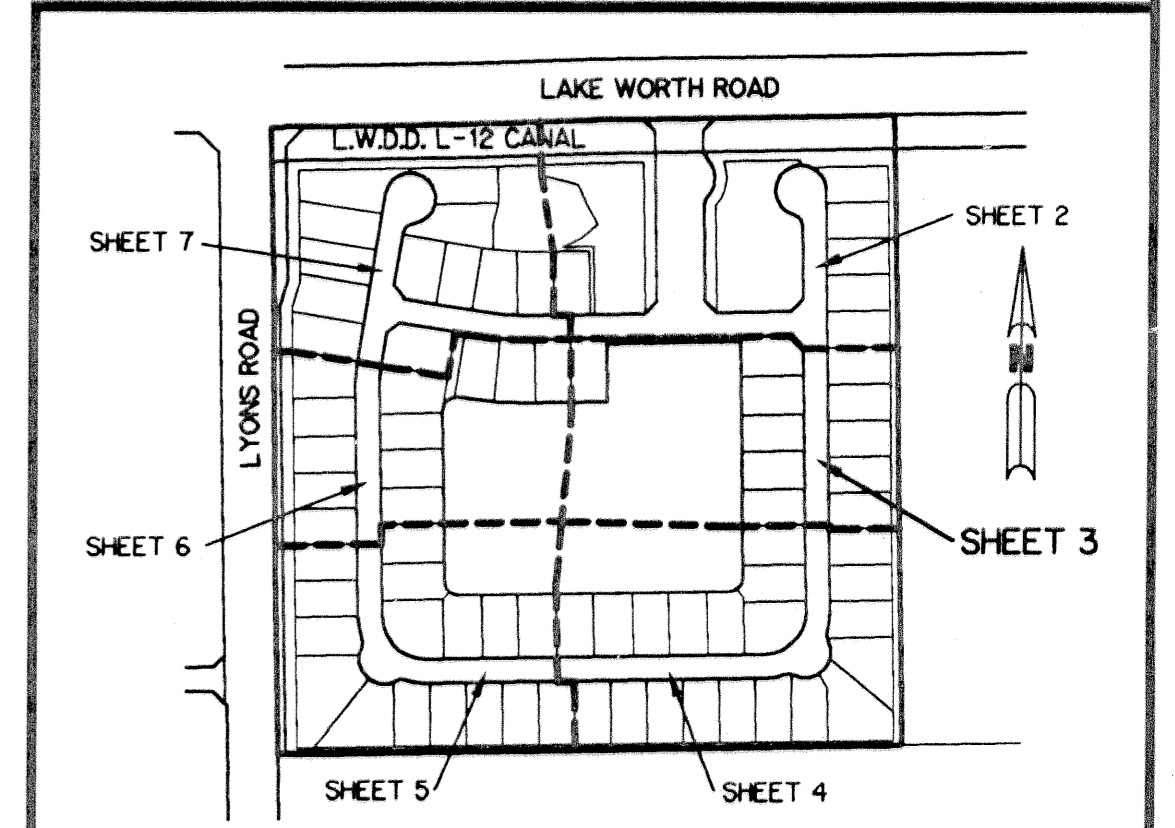 LAKE WORTH ROAD
L.W.D.D. L-12 CANAL
SHEET 2
SHEET 7
N
LYONS ROAD
SHEET 6
SHEET 3
SHEET 5
SHEET 4